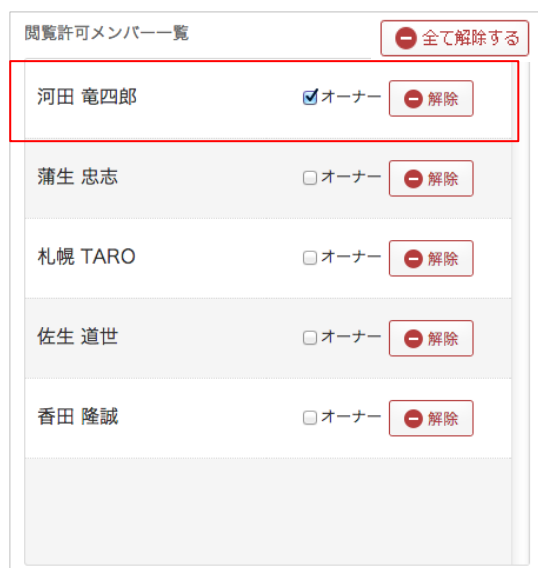 閲覧許可メンバー一覧 全て解除する
河田 竜四郎 オーナー 解除
蒲生 忠志 オーナー 解除
札幌 TARO オーナー 解除
佐生 道世 オーナー 解除
香田 隆誠 オーナー 解除